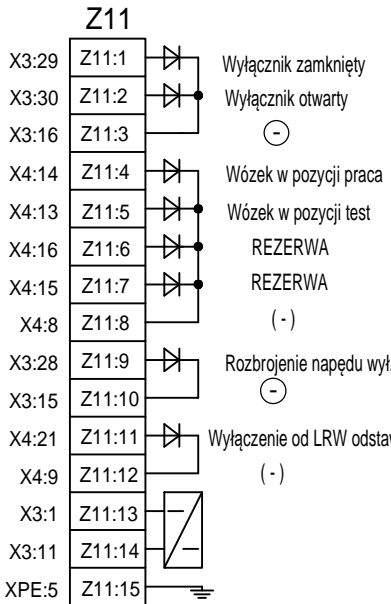 Z11
X3:29 Z11:1 Wyłącznik zamknięty
X3:30 Z11:2 Wyłącznik otwarty
X3:16 Z11:3 -
X4:14 Z11:4 Wózek w pozycji praca
X4:13 Z11:5 Wózek w pozycji test
X4:16 Z11:6 REZERWA
X4:15 Z11:7 REZERWA
X4:8 Z11:8 (-)
X3:28 Z11:9 Rozbrojenie napędu wył.
X3:15 Z11:10 -
X4:21 Z11:11 Wyłączenie od LRW
X4:9 Z11:12 (-)
X3:1 Z11:13
X3:11 Z11:14
XPE:5 Z11:15